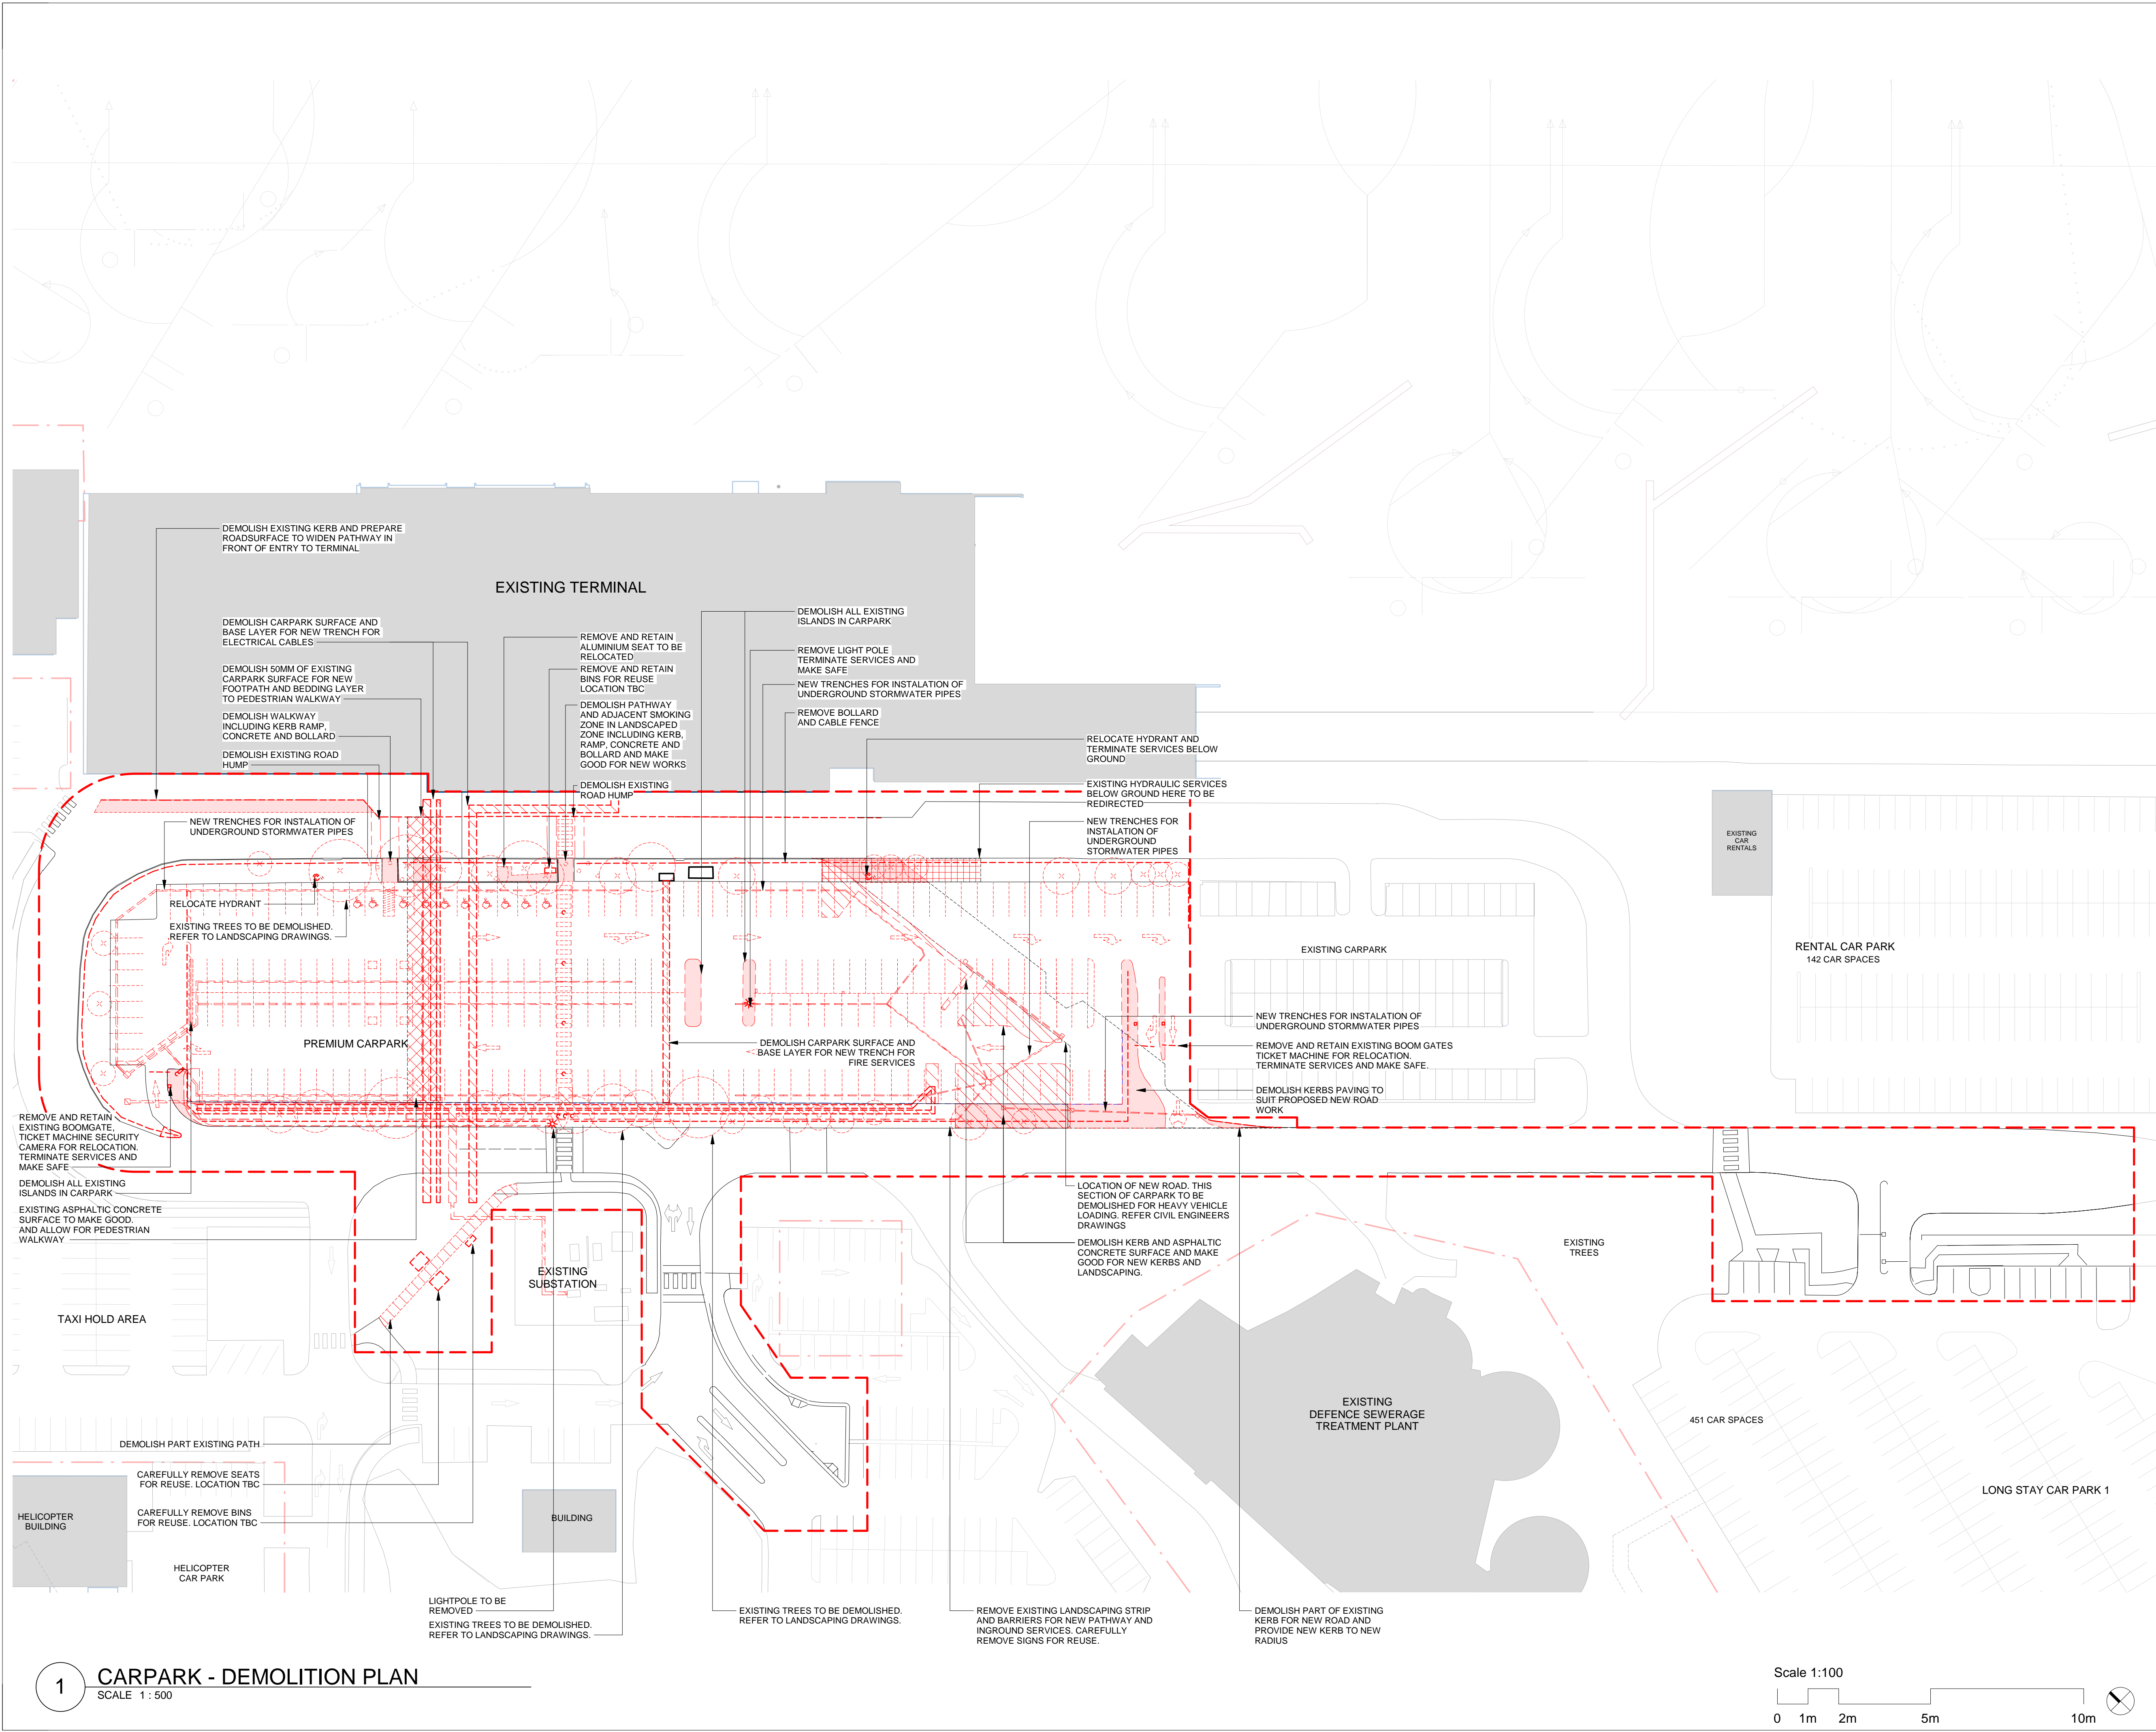 DEMOLISH EXISTING KERB AND PREPARE
ROADSURFACE TO WIDEN PATHWAY IN
FRONT OF ENTRY TO TERMINAL
EXISTING TERMINAL
DEMOLISH CARPARK SURFACE AND
BASE LAYER FOR NEW TRENCH FOR
ELECTRICAL CABLES
DEMOLISH 50MM OF EXISTING
CARPARK SURFACE FOR NEW
FOOTPATH AND BEDDING LAYER
TO PEDESTRIAN WALKWAY
DEMOLISH WALKWAY
INCLUDING KERB RAMP,
CONCRETE AND BOLLARD
DEMOLISH EXISTING ROAD
HUMP
REMOVE AND RETAIN
ALUMINIUM SEAT TO BE
RELOCATED
REMOVE AND RETAIN
BINS FOR REUSE
LOCATION TBC
DEMOLISH PATHWAY
AND ADJACENT SMOKING
ZONE IN LANDSCAPED
ZONE INCLUDING KERB,
RAMP, CONCRETE AND
BOLLARD AND MAKE
GOOD FOR NEW WORKS
DEMOLISH EXISTING
ROAD HUMP
DEMOLISH ALL EXISTING
ISLANDS IN CARPARK
REMOVE LIGHT POLE
TERMINATE SERVICES AND
MAKE SAFE
NEW TRENCHES FOR INSTALATION OF
UNDERGROUND STORMWATER PIPES
REMOVE BOLLARD
AND CABLE FENCE
RELOCATE HYDRANT AND
TERMINATE SERVICES BELOW
GROUND
EXISTING HYDRAULIC SERVICES
BELOW GROUND HERE TO BE
REDIRECTED
NEW TRENCHES FOR
INSTALATION OF
UNDERGROUND
STORMWATER PIPES
NEW TRENCHES FOR INSTALATION OF
UNDERGROUND STORMWATER PIPES
RELOCATE HYDRANT
EXISTING TREES TO BE DEMOLISHED.
REFER TO LANDSCAPING DRAWINGS.
EXISTING
CAR
RENTALS
EXISTING CARPARK
RENTAL CAR PARK
142 CAR SPACES
PREMIUM CARPARK
DEMOLISH CARPARK SURFACE AND
BASE LAYER FOR NEW TRENCH FOR
FIRE SERVICES
NEW TRENCHES FOR INSTALATION OF
UNDERGROUND STORMWATER PIPES
REMOVE AND RETAIN EXISTING BOOM GATES
TICKET MACHINE FOR RELOCATION.
TERMINATE SERVICES AND MAKE SAFE.
DEMOLISH KERBS PAVING TO
SUIT PROPOSED NEW ROAD
WORK
REMOVE AND RETAIN
EXISTING BOOMGATE,
TICKET MACHINE SECURITY
CAMERA FOR RELOCATION.
TERMINATE SERVICES AND
MAKE SAFE
DEMOLISH ALL EXISTING
ISLANDS IN CARPARK
EXISTING ASPHALTIC CONCRETE
SURFACE TO MAKE GOOD.
AND ALLOW FOR PEDESTRIAN
WALKWAY
LOCATION OF NEW ROAD. THIS
SECTION OF CARPARK TO BE
DEMOLISHED FOR HEAVY VEHICLE
LOADING. REFER CIVIL ENGINEERS
DRAWINGS
DEMOLISH KERB AND ASPHALTIC
CONCRETE SURFACE AND MAKE
GOOD FOR NEW KERBS AND
LANDSCAPING.
EXISTING
TREES
EXISTING
SUBSTATION
TAXI HOLD AREA
EXISTING
DEFENCE SEWERAGE
TREATMENT PLANT
451 CAR SPACES
LONG STAY CAR PARK 1
DEMOLISH PART EXISTING PATH
CAREFULLY REMOVE SEATS
FOR REUSE. LOCATION TBC
CAREFULLY REMOVE BINS
FOR REUSE. LOCATION TBC
HELICOPTER
BUILDING
HELICOPTER
CAR PARK
BUILDING
LIGHTPOLE TO BE
REMOVED
EXISTING TREES TO BE DEMOLISHED.
REFER TO LANDSCAPING DRAWINGS.
EXISTING TREES TO BE DEMOLISHED.
REFER TO LANDSCAPING DRAWINGS.
REMOVE EXISTING LANDSCAPING STRIP
AND BARRIERS FOR NEW PATHWAY AND
INGROUND SERVICES. CAREFULLY
REMOVE SIGNS FOR REUSE.
DEMOLISH PART OF EXISTING
KERB FOR NEW ROAD AND
PROVIDE NEW KERB TO NEW
RADIUS
1
CARPARK - DEMOLITION PLAN
SCALE 1 : 500
Scale 1:100
0 1m 2m 5m 10m